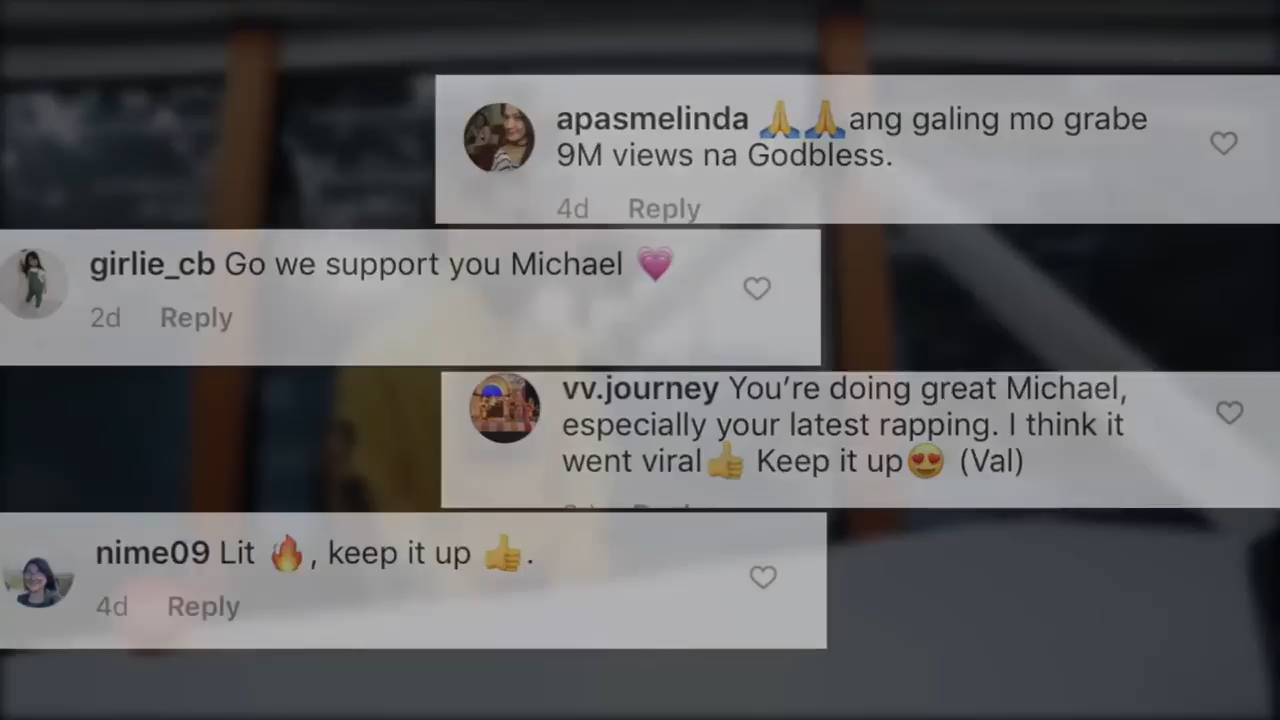 apasmelinda 🙏🙏ang galing mo grabe
9M views na Godbless.
4d Reply
girlie_cb Go we support you Michael 💗
2d Reply
vv.journey You're doing great Michael,
especially your latest rapping. I think it
went viral👍 Keep it up😍 (Val)
nime09 Lit 🔥, keep it up 👍.
4d Reply